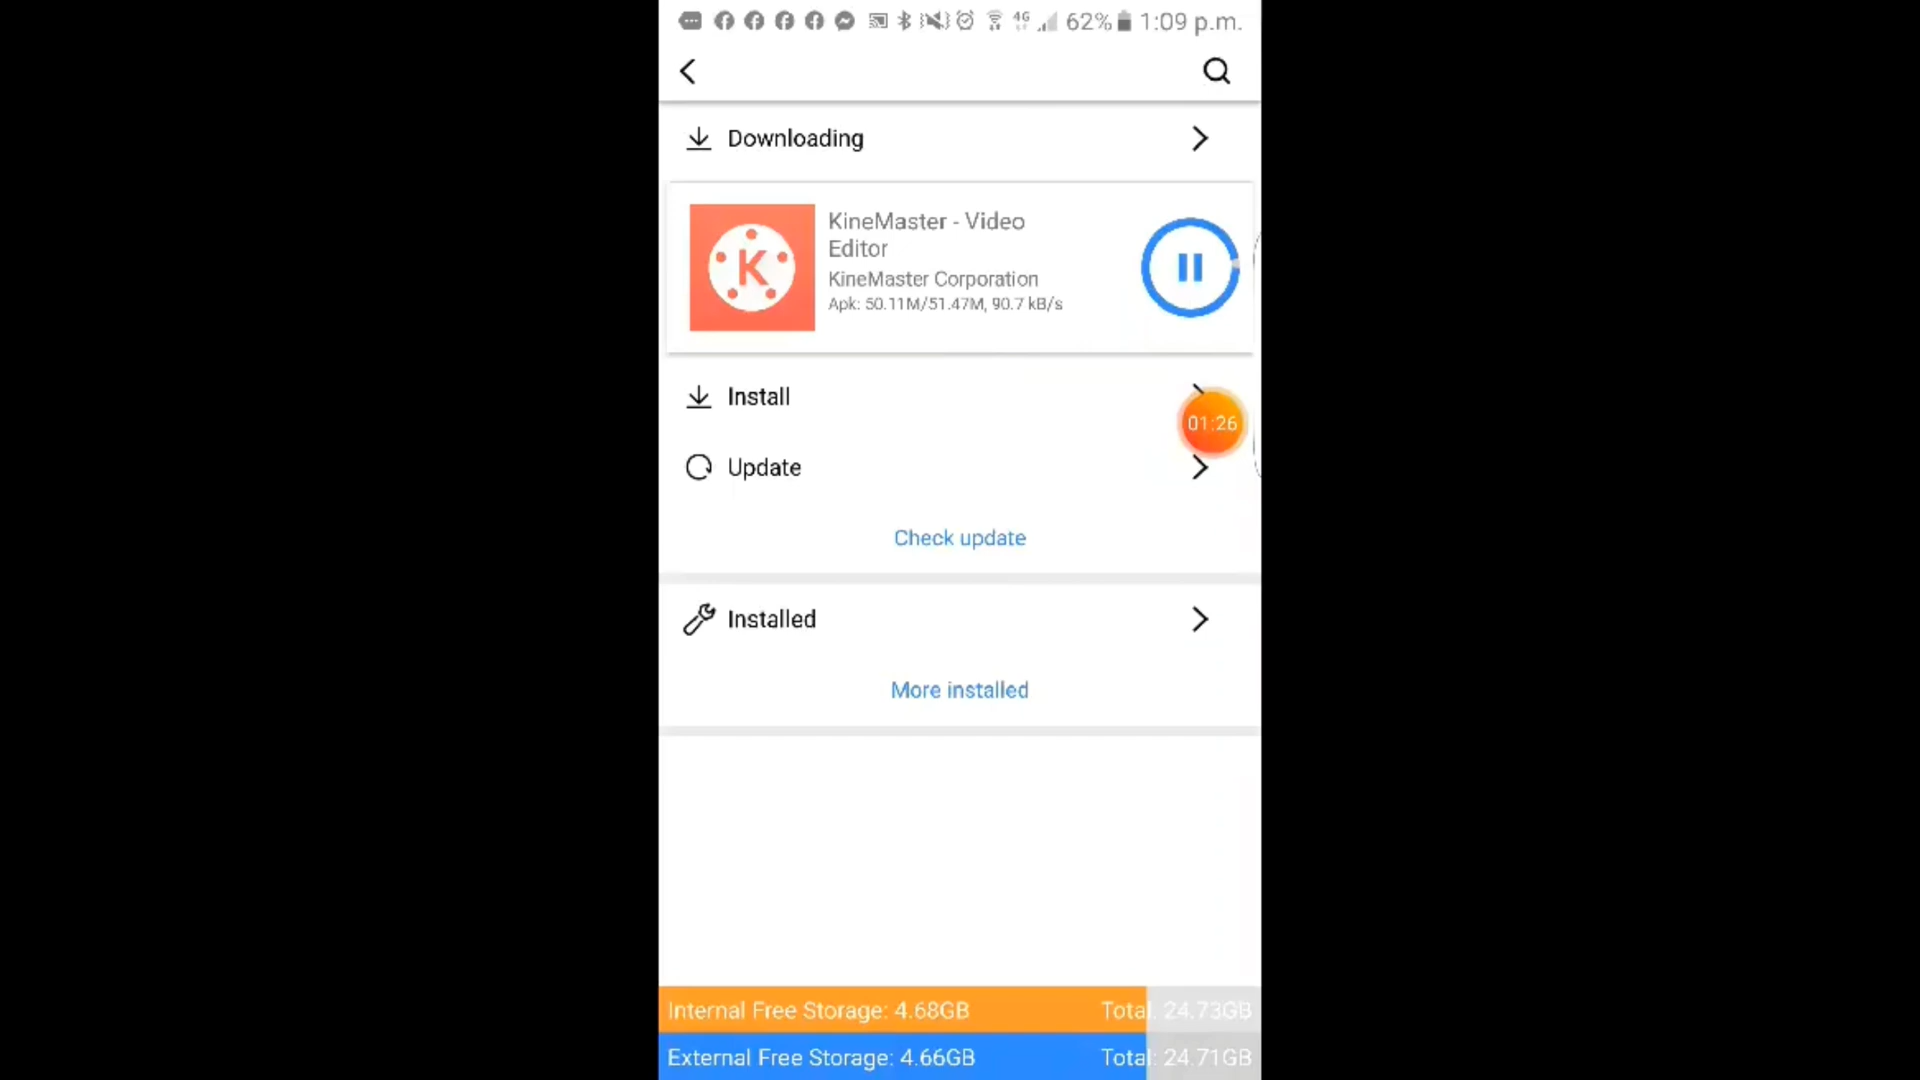 4G 62% 1:09 p.m.
Downloading
K
KineMaster - Video
Editor
KineMaster Corporation
Apk: 50.11M/51.47M, 90.7 kB/s
Install
01:26
Update
Check update
Installed
More installed
Internal Free Storage: 4.68GB Total: 24.73GB
External Free Storage: 4.66GB Total: 24.71GB